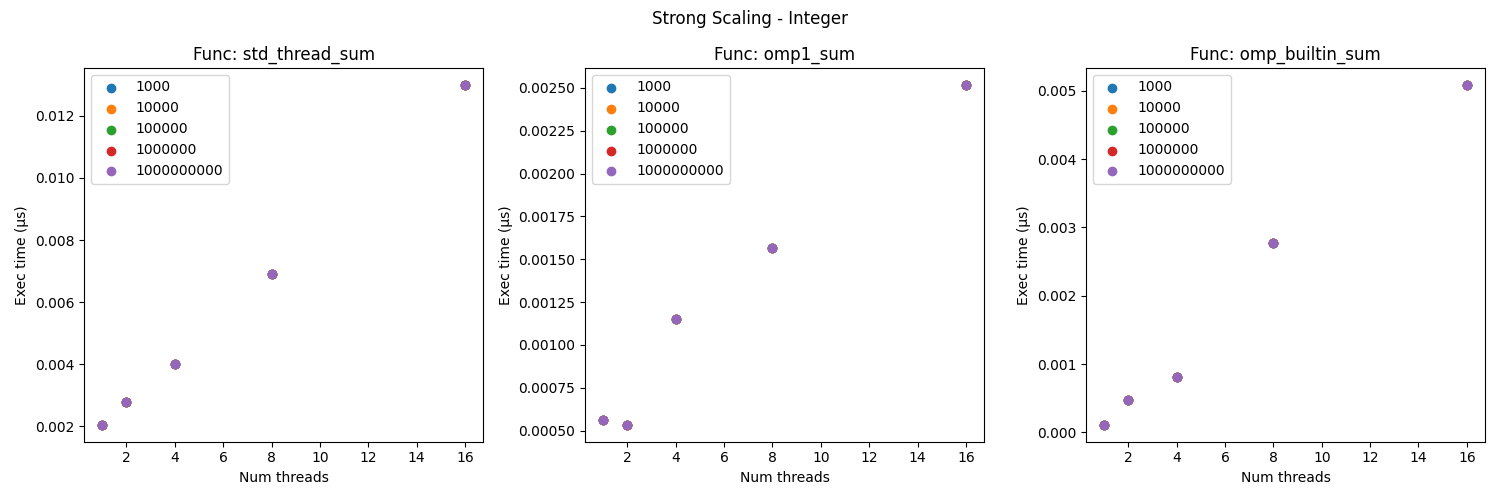 Strong Scaling - Integer
Func: std_thread_sum
1000
10000
100000
1000000
1000000000
0.012
0.010
0.008
0.006
0.004
0.002
Exec time (µs)
2 4 6 8 10 12 14 16
Num threads
Func: omp1_sum
1000
10000
100000
1000000
1000000000
0.00250
0.00225
0.00200
0.00175
0.00150
0.00125
0.00100
0.00075
0.00050
Exec time (µs)
2 4 6 8 10 12 14 16
Num threads
Func: omp_builtin_sum
1000
10000
100000
1000000
1000000000
0.005
0.004
0.003
0.002
0.001
0.000
Exec time (µs)
2 4 6 8 10 12 14 16
Num threads